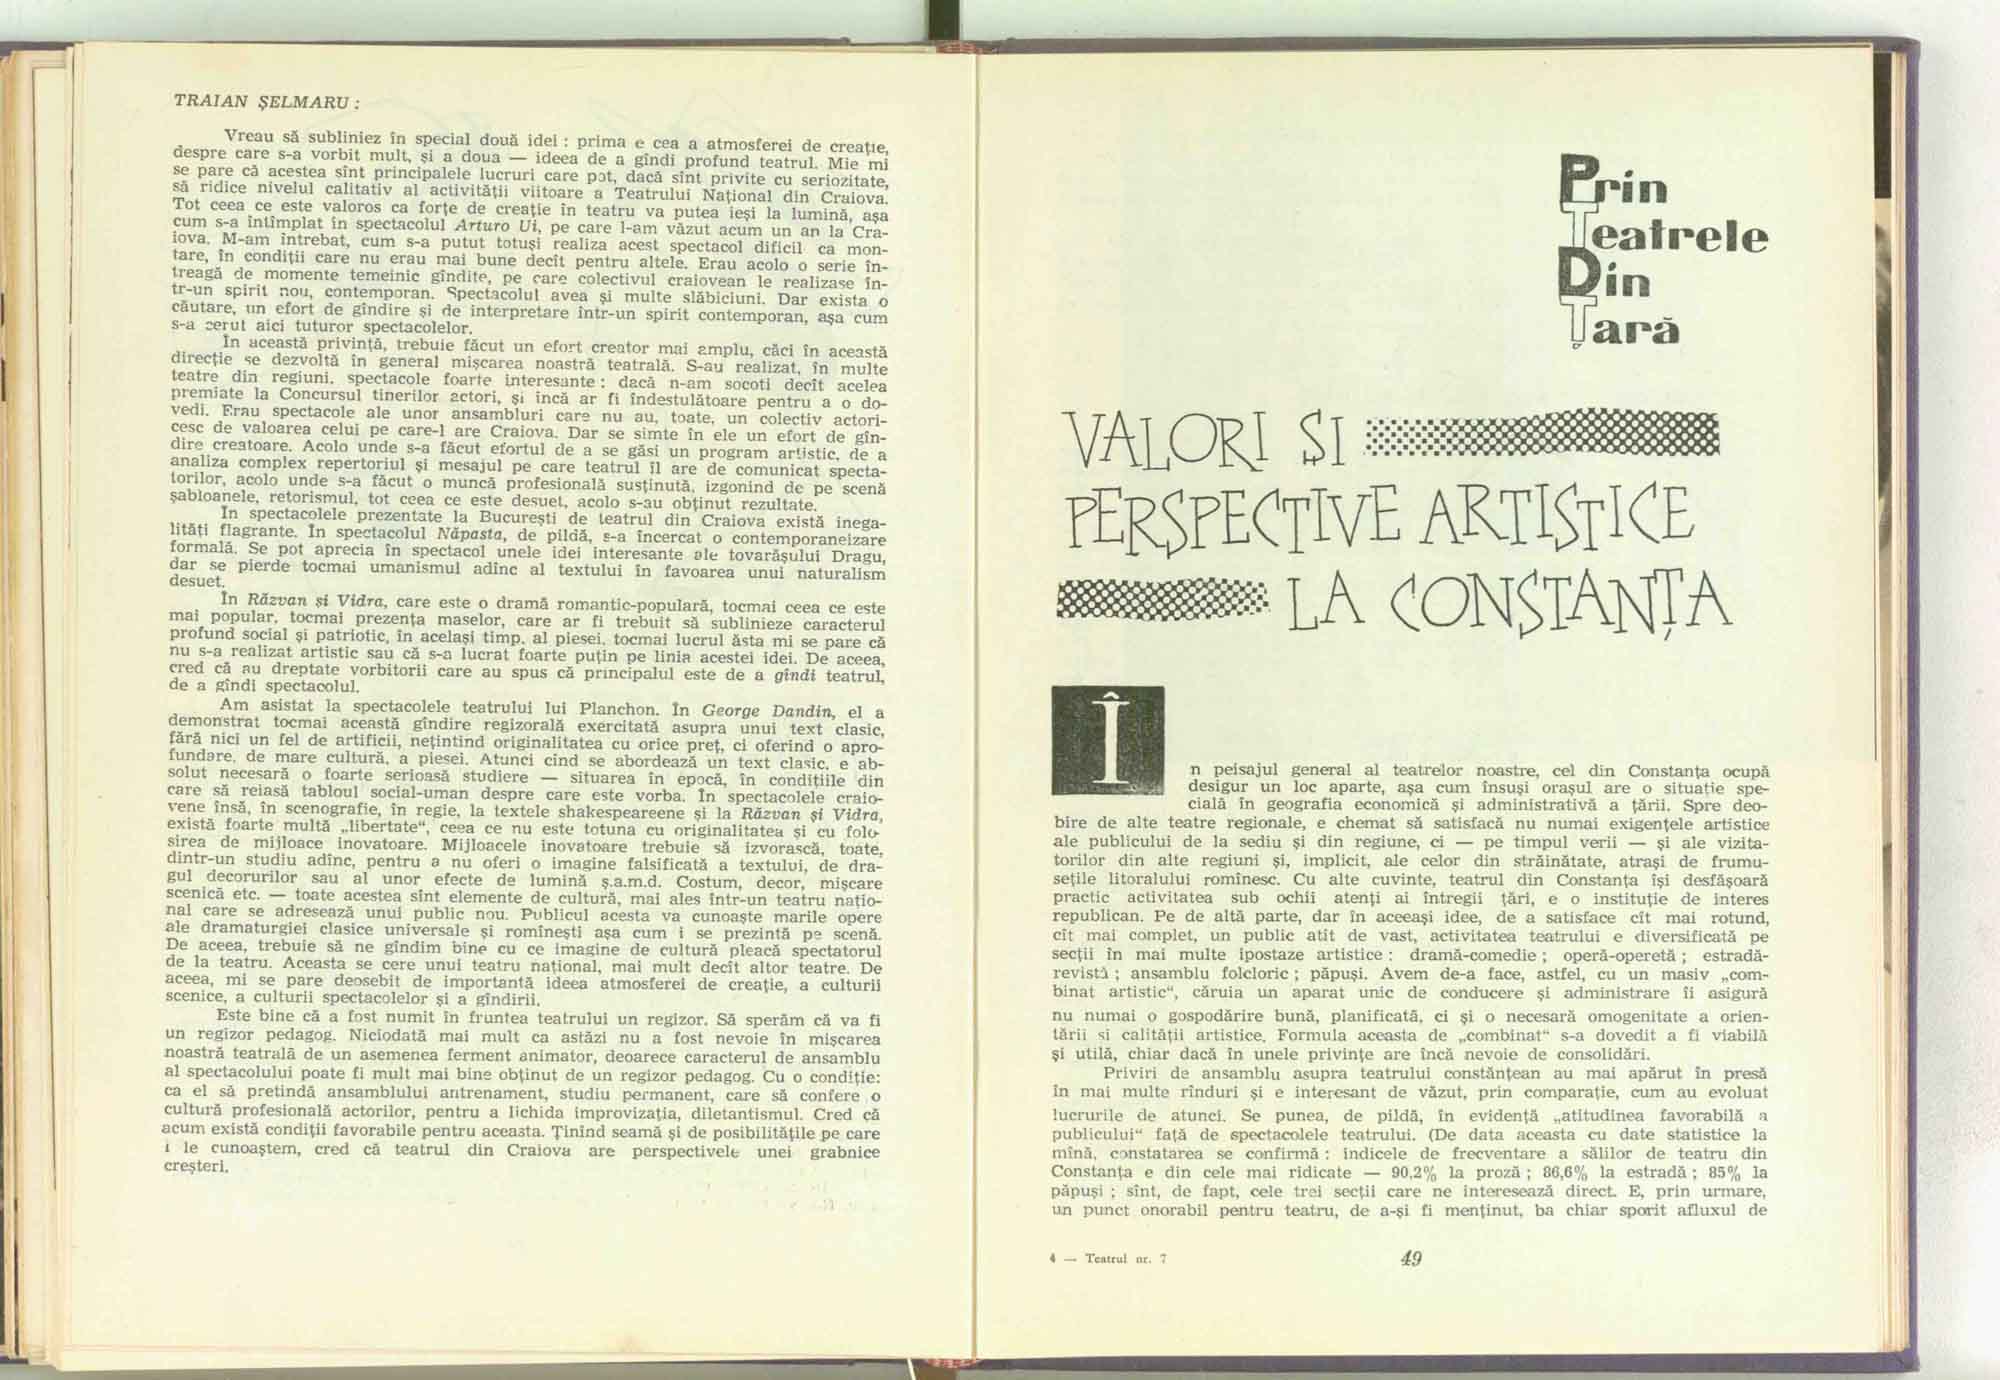 TRAIAN ȘELMARU :
Vreau să subliniez în special două idei : prima e cea a atmosferei de creație,
despre care s-a vorbit mult, și a doua — ideea de a gîndi profund teatrul. Mie mi
se pare că acestea sînt principalele lucruri care pot, dacă sînt privite cu seriozitate,
să ridice nivelul calitativ al activității viitoare a Teatrului Național din Craiova.
Tot ceea ce este valoros ca forțe de creație în teatru va putea ieși la lumină, așa
cum s-a întîmplat în spectacolul Arturo Ui, pe care l-am văzut acum un an la Cra-
iova. M-am întrebat, cum s-a putut totuși realiza acest spectacol dificil ca mon-
tare, în condiții care nu erau mai bune decît pentru altele. Erau acolo o serie în-
treagă de momente temeinic gîndite, pe care colectivul craiovean le realizase în-
tr-un spirit nou, contemporan. Spectacolul avea și multe slăbiciuni. Dar exista o
căutare, un efort de gîndire și de interpretare într-un spirit contemporan, așa cum
s-a cerut aici tuturor spectacolelor.
În această privință, trebuie făcut un efort creator mai amplu, căci în această
direcție se dezvoltă în general mișcarea noastră teatrală. S-au realizat, în multe
teatre din regiuni, spectacole foarte interesante : dacă n-am socoti decît acelea
premiate la Concursul tinerilor actori, și încă ar fi îndestulătoare pentru a o do-
vedi. Erau spectacole ale unor ansambluri care nu au, toate, un colectiv actori-
cesc de valoarea celui pe care-l are Craiova. Dar se simte în ele un efort de gîn-
dire creatoare. Acolo unde s-a făcut efortul de a se găsi un program artistic, de a
analiza complex repertoriul și mesajul pe care teatrul îl are de comunicat specta-
torilor, acolo unde s-a făcut o muncă profesională susținută, izgonind de pe scenă
șabloanele, retorismul, tot ceea ce este desuet, acolo s-au obținut rezultate.
În spectacolele prezentate la București de teatrul din Craiova există inega-
lități flagrante. În spectacolul Năpasta, de pildă, s-a încercat o contemporaneizare
formală. Se pot aprecia în spectacol unele idei interesante ale tovarășului Dragu,
dar se pierde tocmai umanismul adînc al textului în favoarea unui naturalism
desuet.
În Răzvan și Vidra, care este o dramă romantic-populară, tocmai ceea ce este
mai popular, tocmai prezența maselor, care ar fi trebuit să sublinieze caracterul
profund social și patriotic, în același timp, al piesei, tocmai lucrul ăsta mi se pare că
nu s-a realizat artistic sau că s-a lucrat foarte puțin pe linia acestei idei. De aceea,
cred că au dreptate vorbitorii care au spus că principalul este de a gîndi teatrul,
de a gîndi spectacolul.
Am asistat la spectacolele teatrului lui Planchon. În George Dandin, el a
demonstrat tocmai această gîndire regizorală exercitată asupra unui text clasic,
fără nici un fel de artificii, nețintind originalitatea cu orice preț, ci oferind o apro-
fundare, de mare cultură, a piesei. Atunci cînd se abordează un text clasic, e ab-
solut necesară o foarte serioasă studiere — situarea în epocă, în condițiile din
care să reiasă tabloul social-uman despre care este vorba. În spectacolele craio-
vene însă, în scenografie, în regie, la textele shakespeareene și la Răzvan și Vidra,
există foarte multă „libertate“, ceea ce nu este totuna cu originalitatea și cu folo-
sirea de mijloace inovatoare. Mijloacele inovatoare trebuie să izvorască, toate,
dintr-un studiu adînc, pentru a nu oferi o imagine falsificată a textului, de dra-
gul decorurilor sau al unor efecte de lumină ș.a.m.d. Costum, decor, mișcare
scenică etc. — toate acestea sînt elemente de cultură, mai ales într-un teatru națio-
nal care se adresează unui public nou. Publicul acesta va cunoaște marile opere
ale dramaturgiei clasice universale și romînești așa cum i se prezintă pe scenă.
De aceea, trebuie să ne gîndim bine cu ce imagine de cultură pleacă spectatorul
de la teatru. Aceasta se cere unui teatru național, mai mult decît altor teatre. De
aceea, mi se pare deosebit de importantă ideea atmosferei de creație, a culturii
scenice, a culturii spectacolelor și a gîndirii.
Este bine că a fost numit în fruntea teatrului un regizor. Să sperăm că va fi
un regizor pedagog. Niciodată mai mult ca astăzi nu a fost nevoie în mișcarea
noastră teatrală de un asemenea ferment animator, deoarece caracterul de ansamblu
al spectacolului poate fi mult mai bine obținut de un regizor pedagog. Cu o condiție:
ca el să pretindă ansamblului antrenament, studiu permanent, care să confere o
cultură profesională actorilor, pentru a lichida improvizația, diletantismul. Cred că
acum există condiții favorabile pentru aceasta. Ținînd seamă și de posibilitățile pe care
i le cunoaștem, cred că teatrul din Craiova are perspectivele unei grabnice
creșteri.
Prin
Teatrele
Din
Țară
VALORI ȘI
PERSPECTIVE ARTISTICE
LA CONSTANȚA
În peisajul general al teatrelor noastre, cel din Constanța ocupă
desigur un loc aparte, așa cum însuși orașul are o situație spe-
cială în geografia economică și administrativă a țării. Spre deo-
bire de alte teatre regionale, e chemat să satisfacă nu numai exigențele artistice
ale publicului de la sediu și din regiune, ci — pe timpul verii — și ale vizita-
torilor din alte regiuni și, implicit, ale celor din străinătate, atrași de frumu-
sețile litoralului romînesc. Cu alte cuvinte, teatrul din Constanța își desfășoară
practic activitatea sub ochii atenți ai întregii țări, e o instituție de interes
republican. Pe de altă parte, dar în aceeași idee, de a satisface cît mai rotund,
cît mai complet, un public atît de vast, activitatea teatrului e diversificată pe
secții în mai multe ipostaze artistice : dramă-comedie ; operă-operetă ; estradă-
revistă ; ansamblu folcloric ; păpuși. Avem de-a face, astfel, cu un masiv „com-
binat artistic“, căruia un aparat unic de conducere și administrare îi asigură
nu numai o gospodărire bună, planificată, ci și o necesară omogenitate a orien-
tării și calității artistice. Formula aceasta de „combinat“ s-a dovedit a fi viabilă
și utilă, chiar dacă în unele privințe are încă nevoie de consolidări.
Priviri de ansamblu asupra teatrului constănțean au mai apărut în presă
în mai multe rînduri și e interesant de văzut, prin comparație, cum au evoluat
lucrurile de atunci. Se punea, de pildă, în evidență „atitudinea favorabilă a
publicului“ față de spectacolele teatrului. (De data aceasta cu date statistice la
mînă, constatarea se confirmă : indicele de frecventare a sălilor de teatru din
Constanța e din cele mai ridicate — 90,2% la proză ; 86,6% la estradă ; 85% la
păpuși ; sînt, de fapt, cele trei secții care ne interesează direct. E, prin urmare,
un punct onorabil pentru teatru, de a-și fi menținut, ba chiar sporit afluxul de
4 — Teatrul nr. 7
49